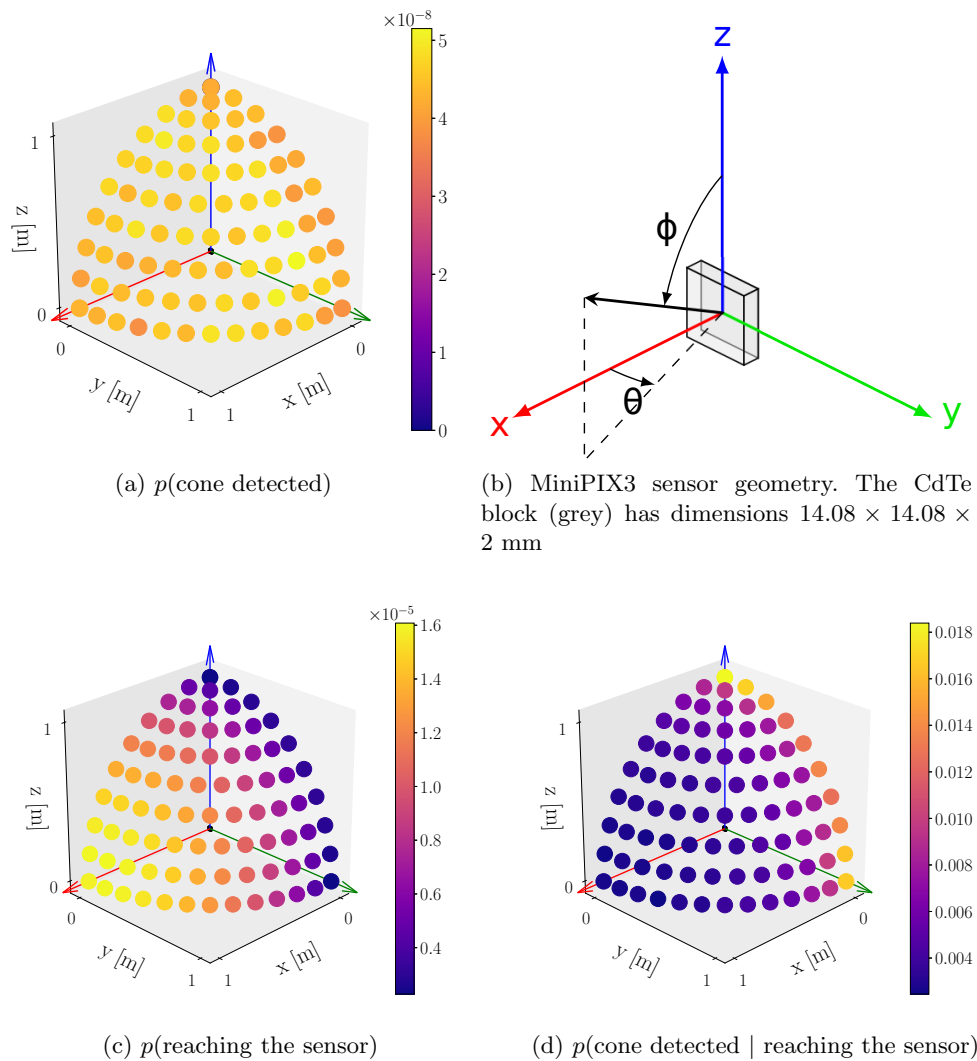 ×10⁻⁸
5
4
3
2
1
0
1
0
z [m]
0
y [m]
1
1
x [m]
0
(a) p(cone detected)
z
ϕ
x
θ
y
(b) MiniPIX3 sensor geometry. The CdTe
block (grey) has dimensions 14.08 × 14.08 ×
2 mm
×10⁻⁵
1.6
1.4
1.2
1.0
0.8
0.6
0.4
1
0
z [m]
0
y [m]
1
1
x [m]
0
(c) p(reaching the sensor)
0.018
0.016
0.014
0.012
0.010
0.008
0.006
0.004
1
0
z [m]
0
y [m]
1
1
x [m]
0
(d) p(cone detected | reaching the sensor)